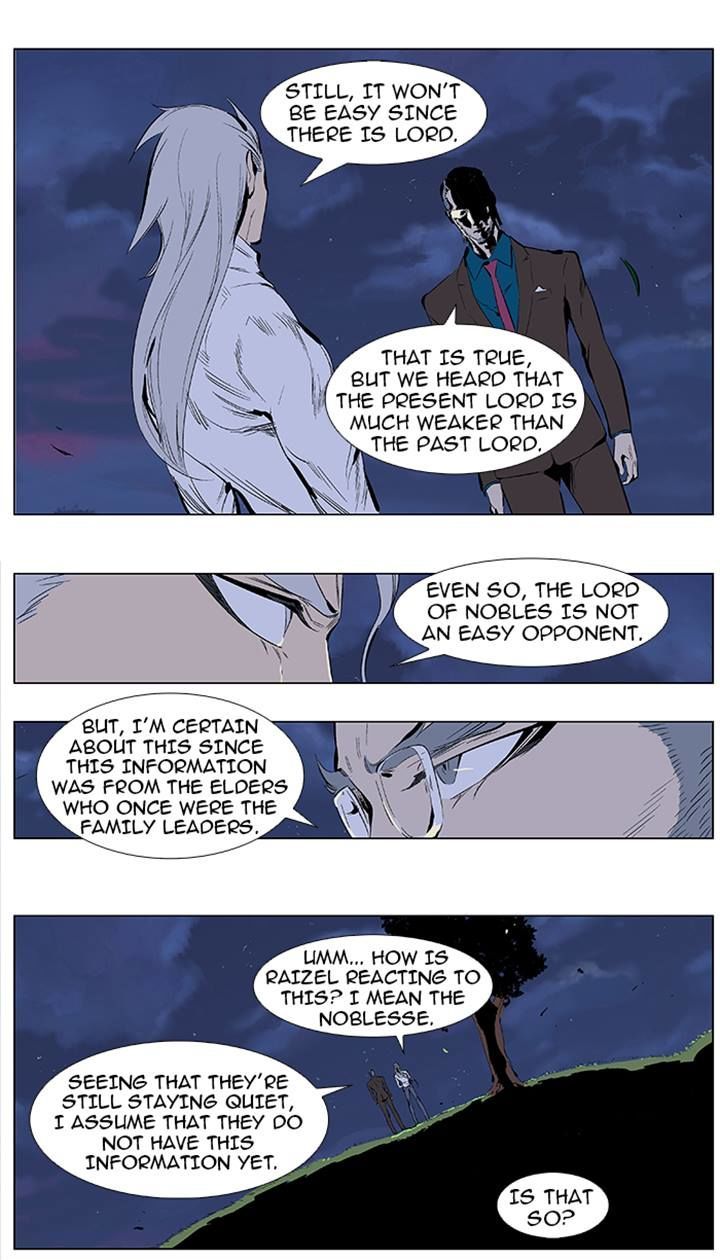 STILL, IT WON'T
BE EASY SINCE
THERE IS LORD.
THAT IS TRUE,
BUT WE HEARD THAT
THE PRESENT LORD IS
MUCH WEAKER THAN
THE PAST LORD.
EVEN SO, THE LORD
OF NOBLES IS NOT
AN EASY OPPONENT.
BUT, I'M CERTAIN
ABOUT THIS SINCE
THIS INFORMATION
WAS FROM THE ELDERS
WHO ONCE WERE THE
FAMILY LEADERS.
UMM... HOW IS
RAIZEL REACTING TO
THIS? I MEAN THE
NOBLESSE.
SEEING THAT THEY'RE
STILL STAYING QUIET,
I ASSUME THAT THEY DO
NOT HAVE THIS
INFORMATION YET.
IS THAT
SO?